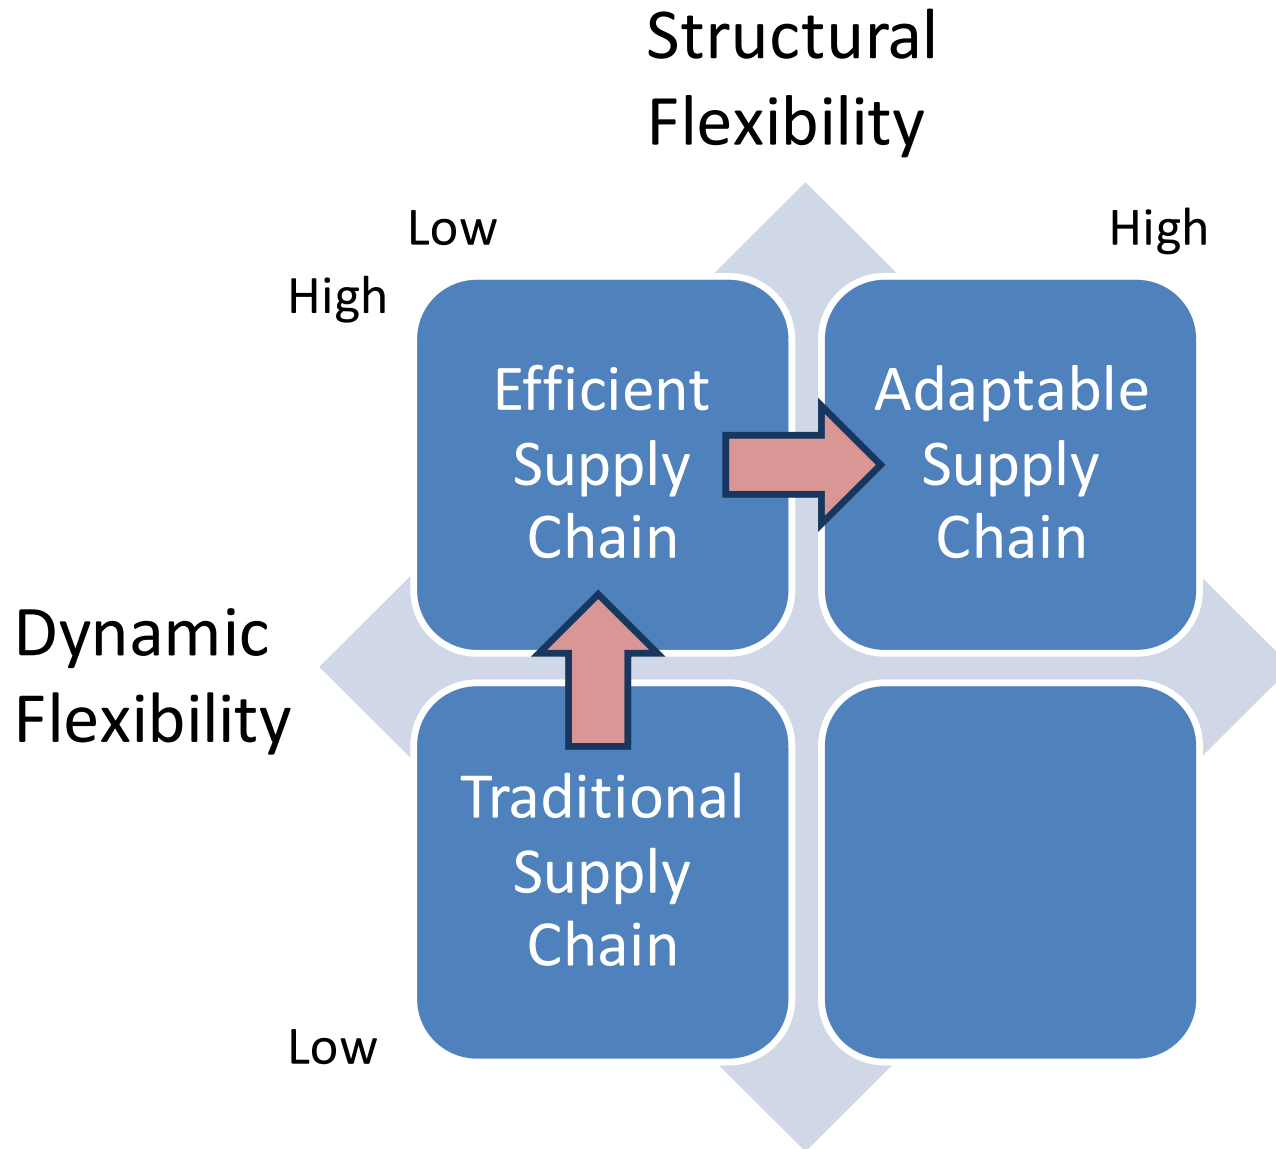 Structural
Flexibility
Low
High
High
Efficient
Supply
Chain
Adaptable
Supply
Chain
Dynamic
Flexibility
Traditional
Supply
Chain
Low